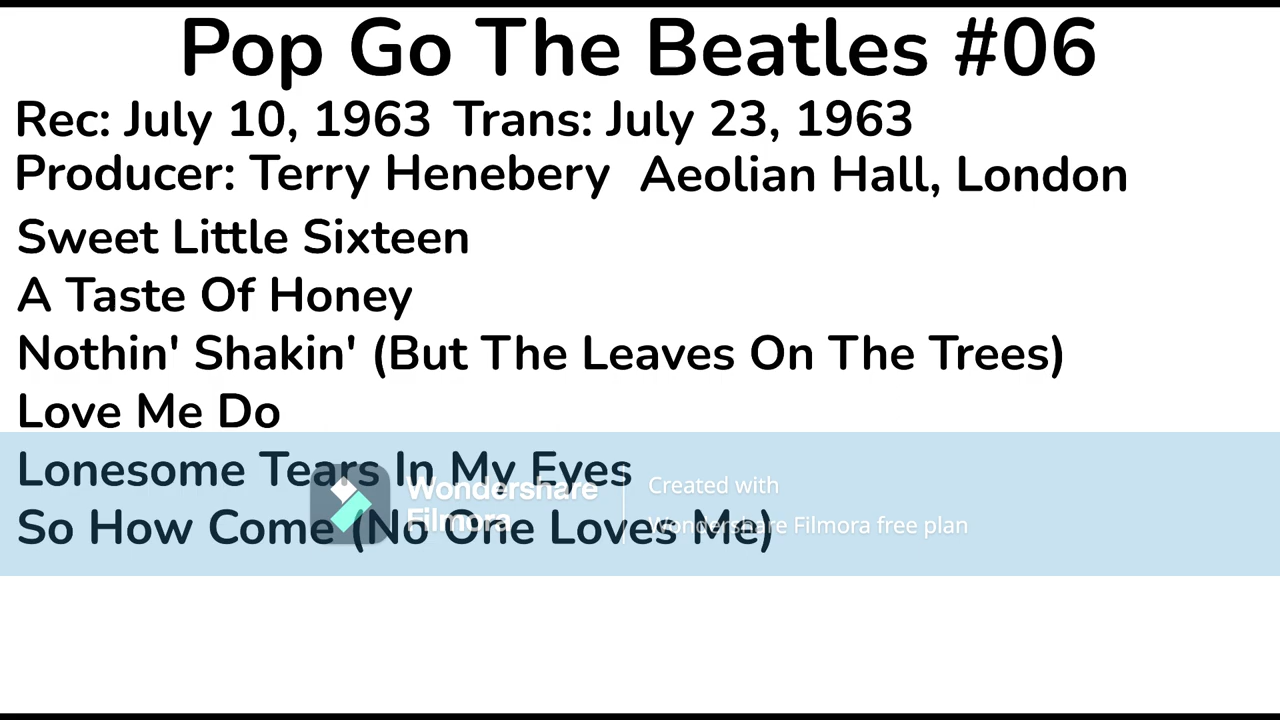 Pop Go The Beatles #06
Rec: July 10, 1963 Trans: July 23, 1963
Producer: Terry Henebery Aeolian Hall, London
Sweet Little Sixteen
A Taste Of Honey
Nothin' Shakin' (But The Leaves On The Trees)
Love Me Do
Lonesome Tears In My Eyes
So How Come (No One Loves Me)
Wondershare
Filmora
Created with
Wondershare Filmora free plan